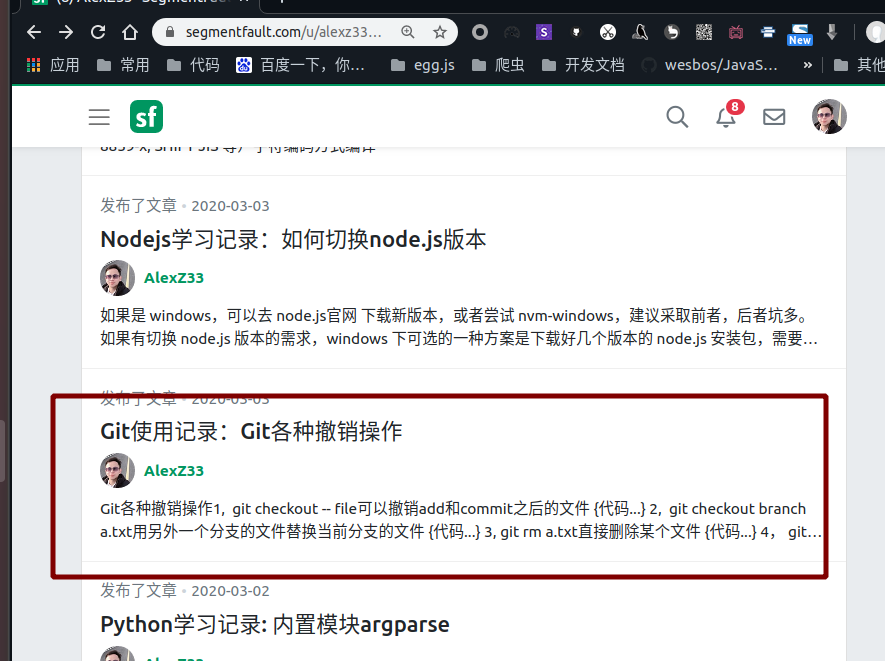 segmentfault.com/u/alexz33...
New
应用 常用 代码 百度一下，你... egg.js 爬虫 开发文档 wesbos/JavaS... » 其他
sf 8
发布了文章 • 2020-03-03
Nodejs学习记录：如何切换node.js版本
AlexZ33
如果是 windows，可以去 node.js官网 下载新版本，或者尝试 nvm-windows，建议采取前者，后者坑多。
如果有切换 node.js 版本的需求，windows 下可选的一种方案是下载好几个版本的 node.js 安装包，需要...
发布了文章 • 2020-03-03
Git使用记录：Git各种撤销操作
AlexZ33
Git各种撤销操作1, git checkout -- file可以撤销add和commit之后的文件 {代码...} 2, git checkout branch
a.txt用另外一个分支的文件替换当前分支的文件 {代码...} 3, git rm a.txt直接删除某个文件 {代码...} 4， git...
发布了文章 • 2020-03-02
Python学习记录: 内置模块argparse
AlexZ33